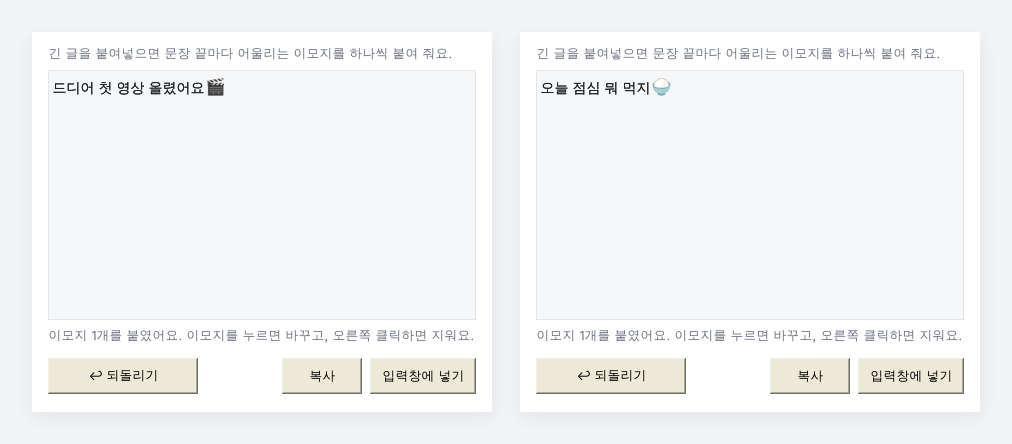 긴 글을 붙여넣으면 문장 끝마다 어울리는 이모지를 하나씩 붙여 줘요.
드디어 첫 영상 올렸어요🎬
이모지 1개를 붙였어요. 이모지를 누르면 바꾸고, 오른쪽 클릭하면 지워요.
↩ 되돌리기
복사
입력창에 넣기
긴 글을 붙여넣으면 문장 끝마다 어울리는 이모지를 하나씩 붙여 줘요.
오늘 점심 뭐 먹지🍚
이모지 1개를 붙였어요. 이모지를 누르면 바꾸고, 오른쪽 클릭하면 지워요.
↩ 되돌리기
복사
입력창에 넣기